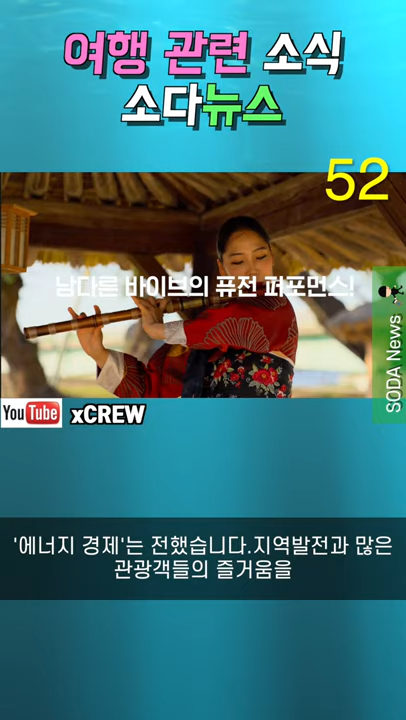 여행 관련 소식
소다뉴스
52
남다른 바이브의 퓨전 퍼포먼스!
SODA News
YouTube xCREW
'에너지 경제'는 전했습니다.지역발전과 많은
관광객들의 즐거움을